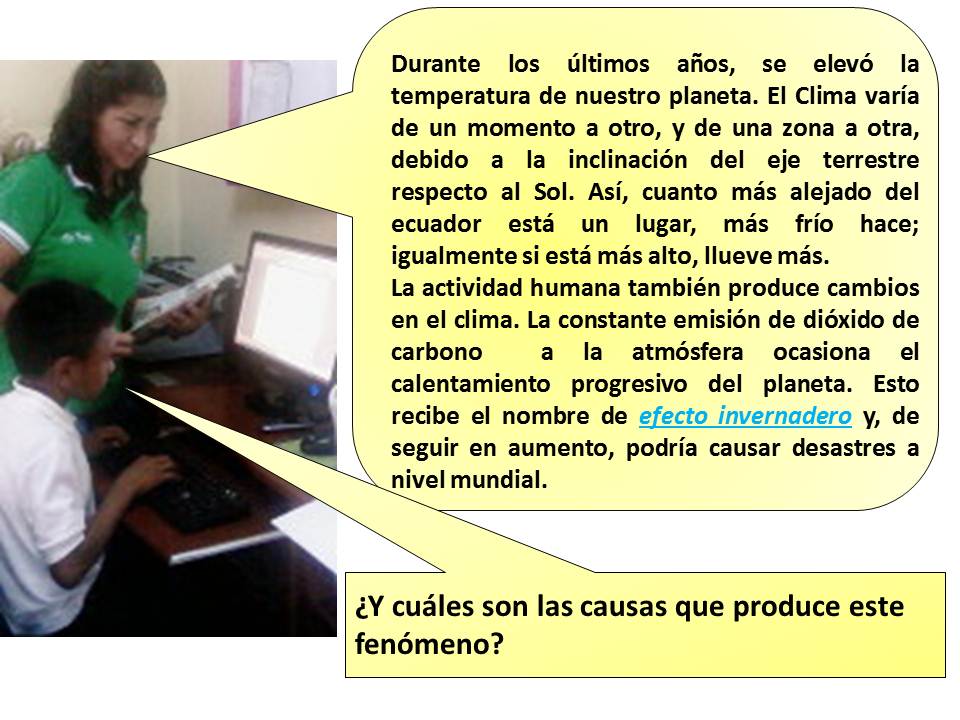 Durante los últimos años, se elevó la
temperatura de nuestro planeta. El Clima varía
de un momento a otro, y de una zona a otra,
debido a la inclinación del eje terrestre
respecto al Sol. Así, cuanto más alejado del
ecuador está un lugar, más frío hace;
igualmente si está más alto, llueve más.
La actividad humana también produce cambios
en el clima. La constante emisión de dióxido de
carbono a la atmósfera ocasiona el
calentamiento progresivo del planeta. Esto
recibe el nombre de efecto invernadero y, de
seguir en aumento, podría causar desastres a
nivel mundial.
¿Y cuáles son las causas que produce este
fenómeno?